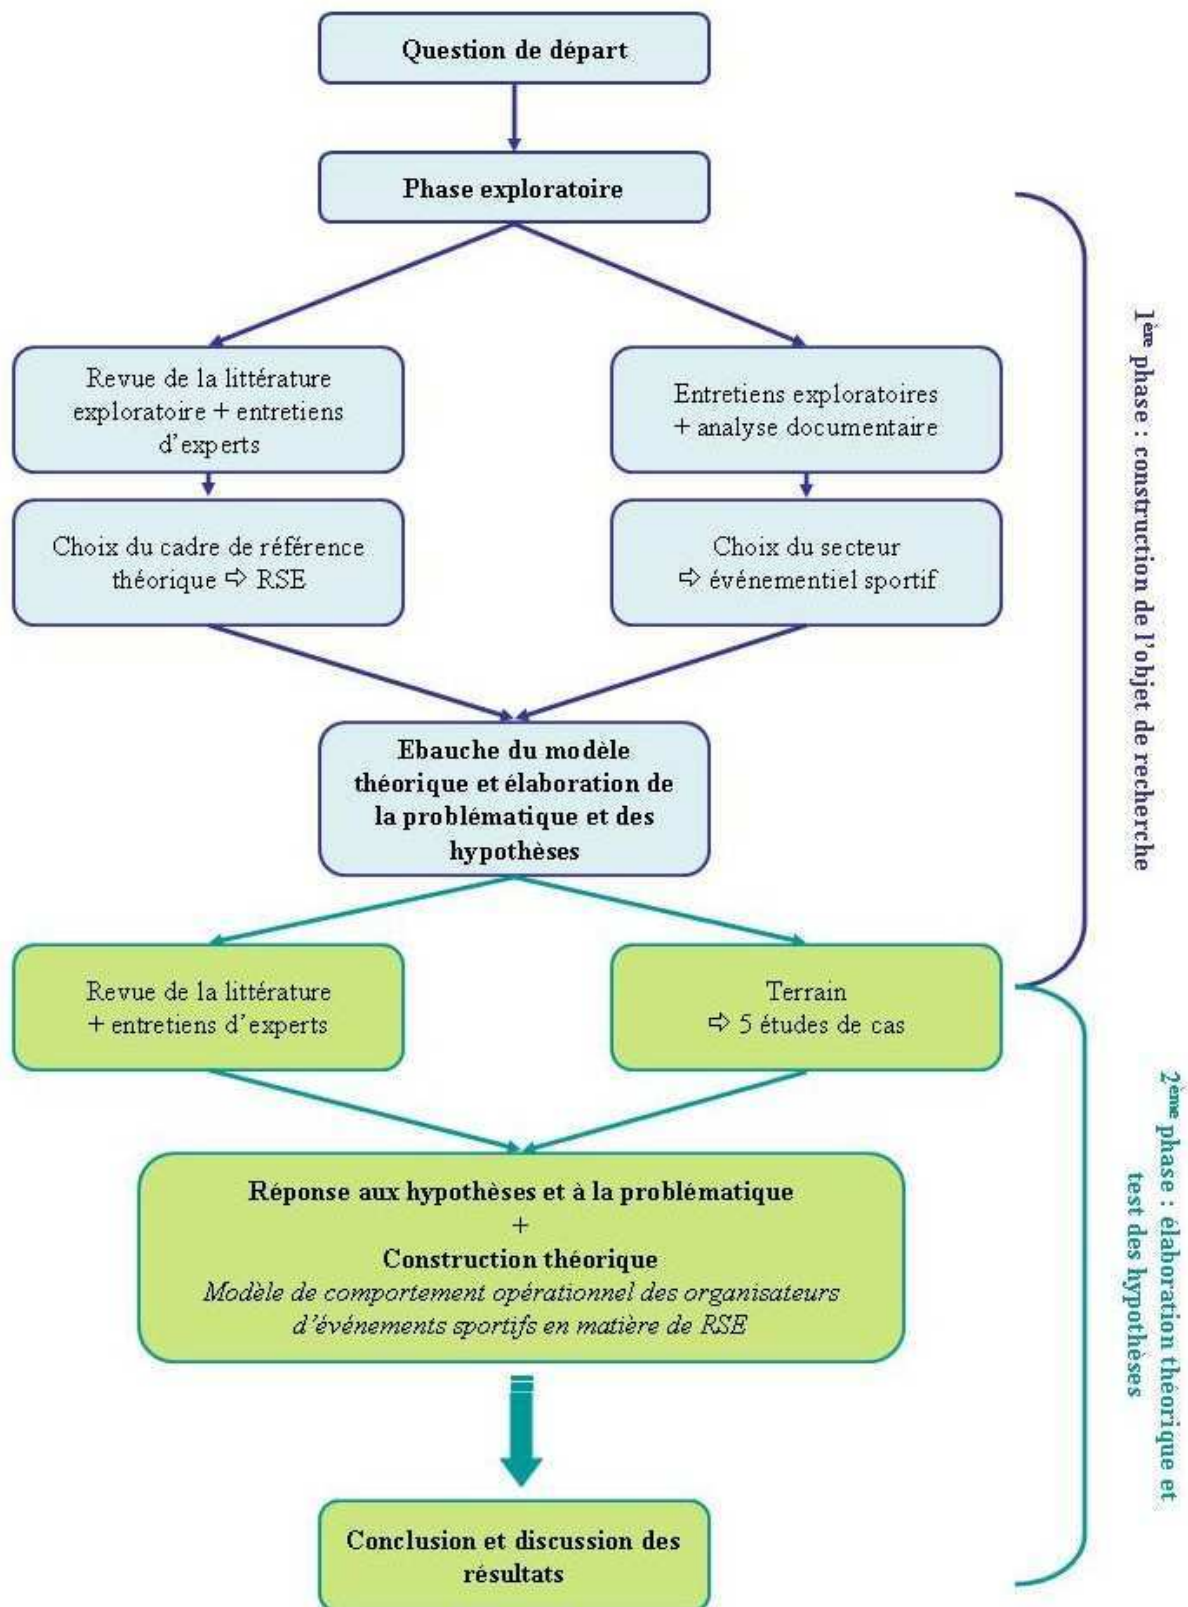 Question de départ
Phase exploratoire
Revue de la littérature
exploratoire + entretiens
d'experts
Entretiens exploratoires
+ analyse documentaire
Choix du cadre de référence
théorique ⇨ RSE
Choix du secteur
⇨ événementiel sportif
Ebauche du modèle
théorique et élaboration de
la problématique et des
hypothèses
1ère phase : construction de l'objet de recherche
Revue de la littérature
+ entretiens d'experts
Terrain
⇨ 5 études de cas
Réponse aux hypothèses et à la problématique
+
Construction théorique
Modèle de comportement opérationnel des organisateurs
d'événements sportifs en matière de RSE
Conclusion et discussion des
résultats
2ème phase : élaboration théorique et
test des hypothèses